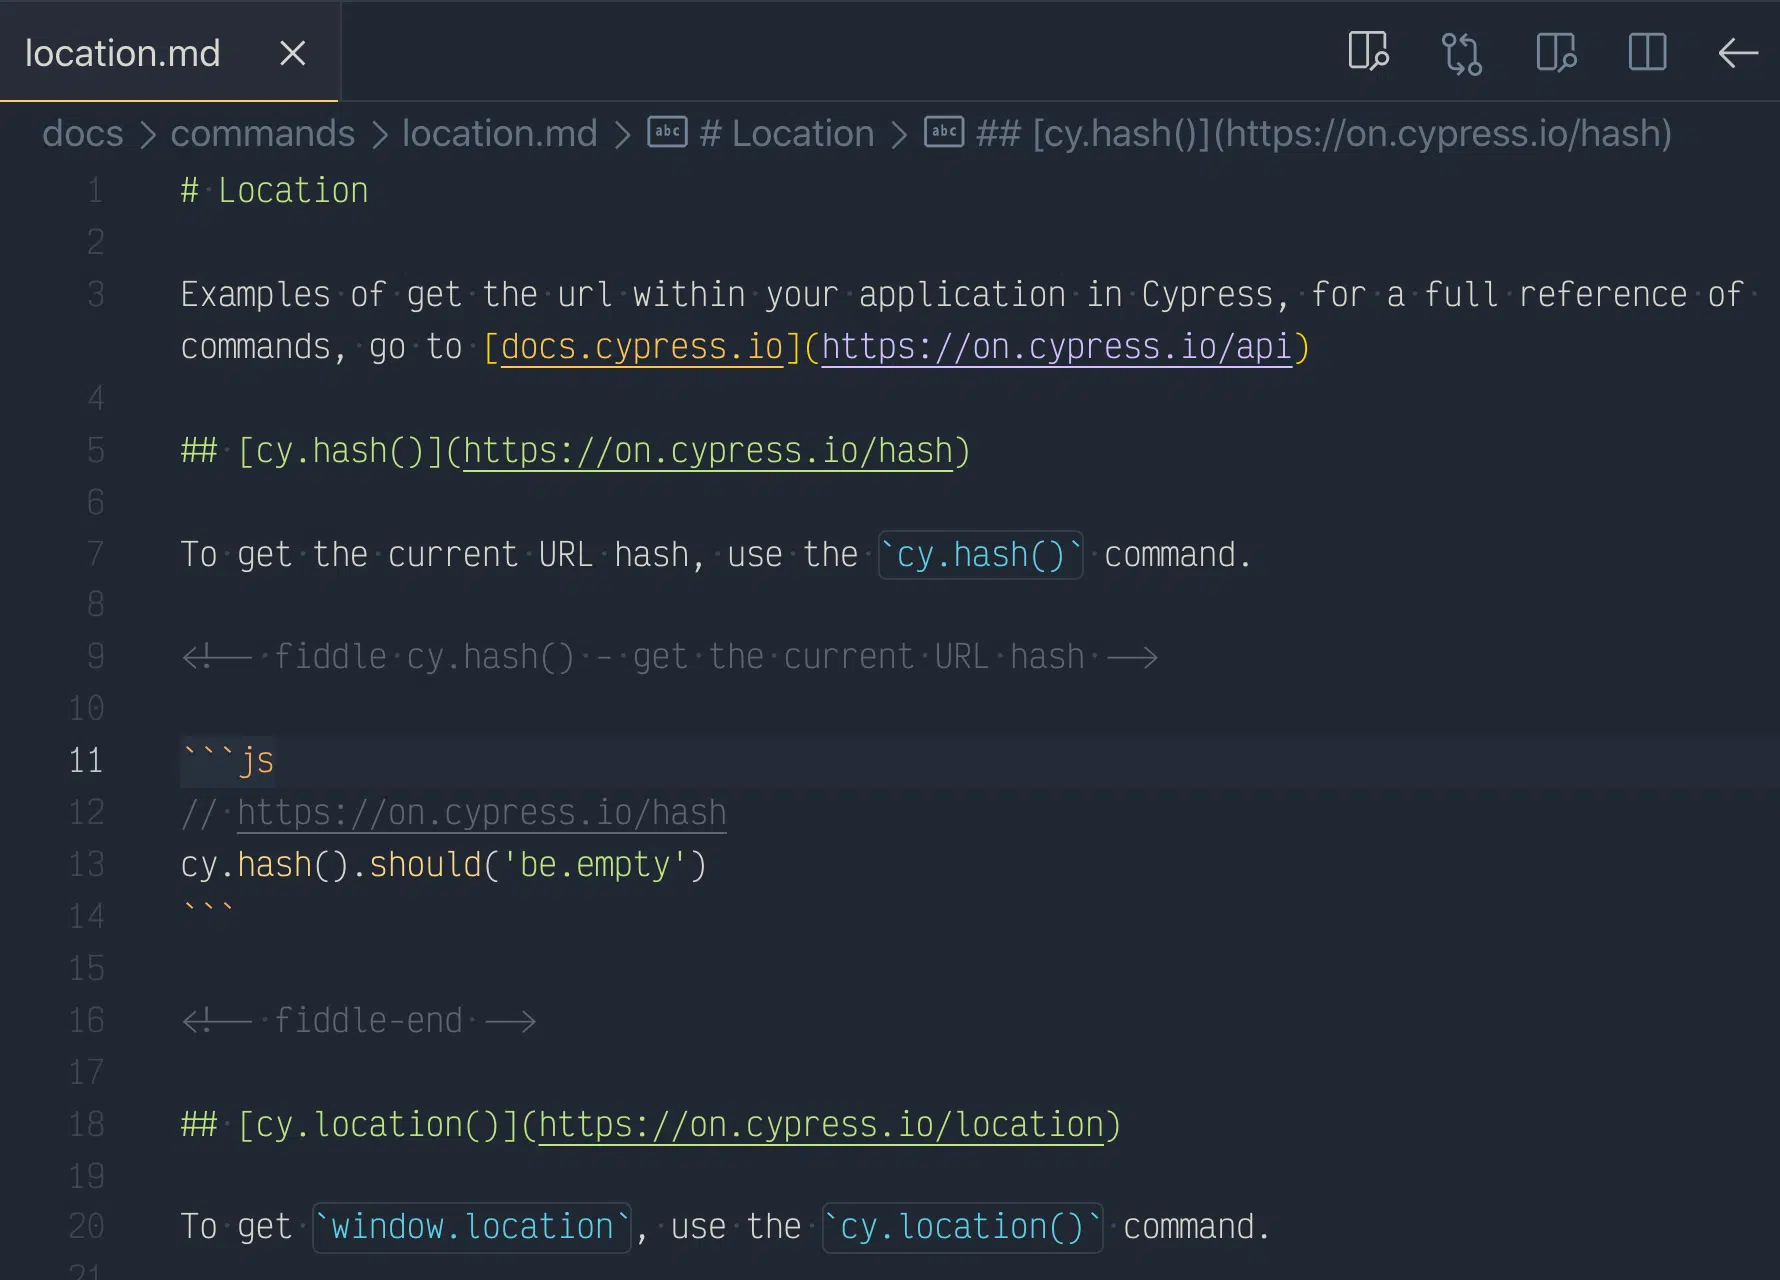 location.md
docs > commands > location.md > abc # Location > abc ## [cy.hash()](https://on.cypress.io/hash)
1 # Location
2
3 Examples of get the url within your application in Cypress, for a full reference of
commands, go to [docs.cypress.io](https://on.cypress.io/api)
4
5 ## [cy.hash()](https://on.cypress.io/hash)
6
7 To get the current URL hash, use the `cy.hash()` command.
8
9 <!-- fiddle cy.hash() - get the current URL hash -->
10
11 ```js
12 // https://on.cypress.io/hash
13 cy.hash().should('be.empty')
14 ```
15
16 <!-- fiddle-end -->
17
18 ## [cy.location()](https://on.cypress.io/location)
19
20 To get `window.location`, use the `cy.location()` command.
21